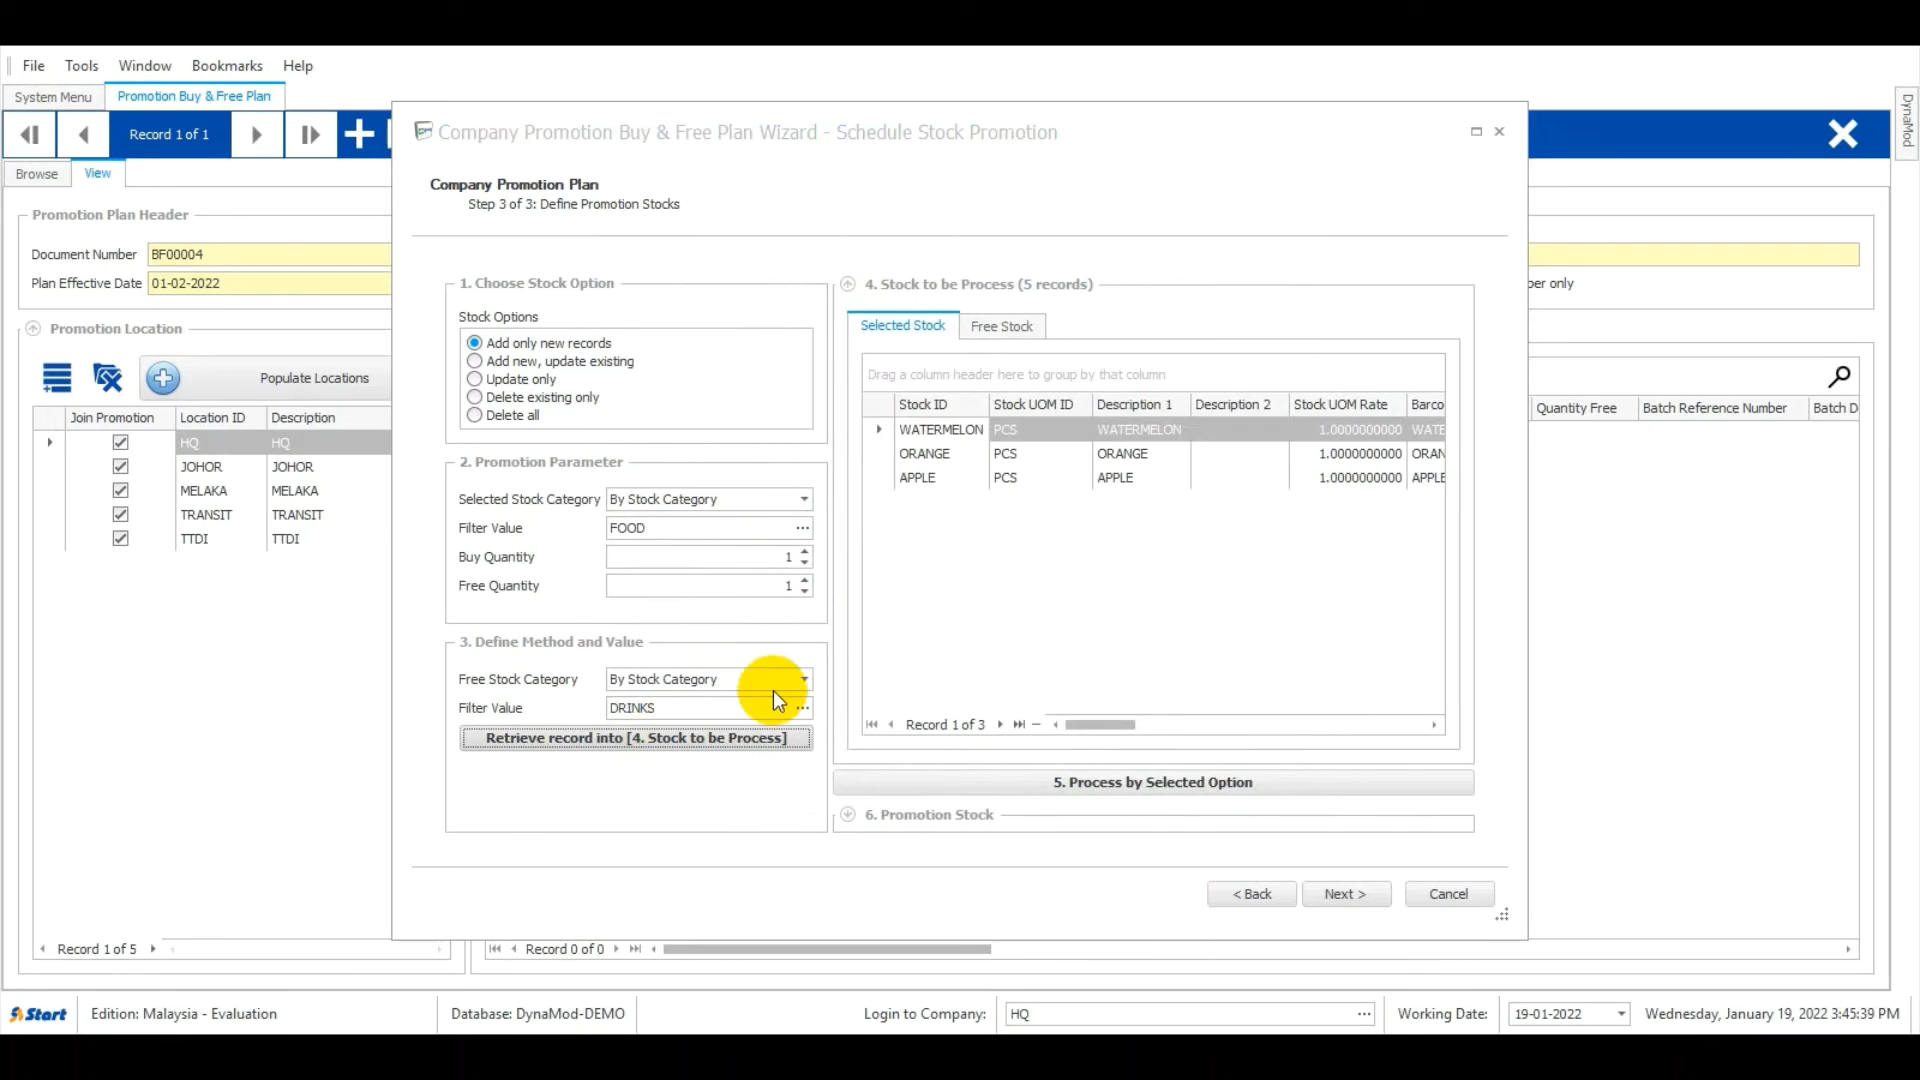 File Tools Window Bookmarks Help
System Menu Promotion Buy & Free Plan
DynaMod
Record 1 of 1
Browse View
Promotion Plan Header
Document Number BF00004
Plan Effective Date 01-02-2022
Promotion Location
Populate Locations
Join Promotion Location ID Description
HQ HQ
JOHOR JOHOR
MELAKA MELAKA
TRANSIT TRANSIT
TTDI TTDI
Record 1 of 5
Company Promotion Buy & Free Plan Wizard - Schedule Stock Promotion
Company Promotion Plan
Step 3 of 3: Define Promotion Stocks
1. Choose Stock Option
Stock Options
Add only new records
Add new, update existing
Update only
Delete existing only
Delete all
2. Promotion Parameter
Selected Stock Category By Stock Category
Filter Value FOOD
Buy Quantity 1
Free Quantity 1
3. Define Method and Value
Free Stock Category By Stock Category
Filter Value DRINKS
Retrieve record into [4. Stock to be Process]
4. Stock to be Process (5 records)
Selected Stock Free Stock
Drag a column header here to group by that column
Stock ID Stock UOM ID Description 1 Description 2 Stock UOM Rate Barco
WATERMELON PCS WATERMELON 1.0000000000 WATE
ORANGE PCS ORANGE 1.0000000000 ORAN
APPLE PCS APPLE 1.0000000000 APPLE
Record 1 of 3
5. Process by Selected Option
6. Promotion Stock
< Back Next > Cancel
ber only
Quantity Free Batch Reference Number Batch D
Record 0 of 0
Start Edition: Malaysia - Evaluation Database: DynaMod-DEMO Login to Company: HQ Working Date: 19-01-2022 Wednesday, January 19, 2022 3:45:39 PM